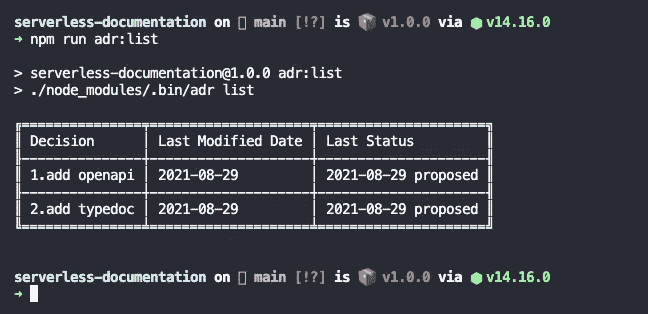 serverless-documentation on main [!?] is v1.0.0 via v14.16.0
➜ npm run adr:list
> serverless-documentation@1.0.0 adr:list
> ./node_modules/.bin/adr list
Decision Last Modified Date Last Status
1.add openapi 2021-08-29 2021-08-29 proposed
2.add typedoc 2021-08-29 2021-08-29 proposed
serverless-documentation on main [!?] is v1.0.0 via v14.16.0
➜